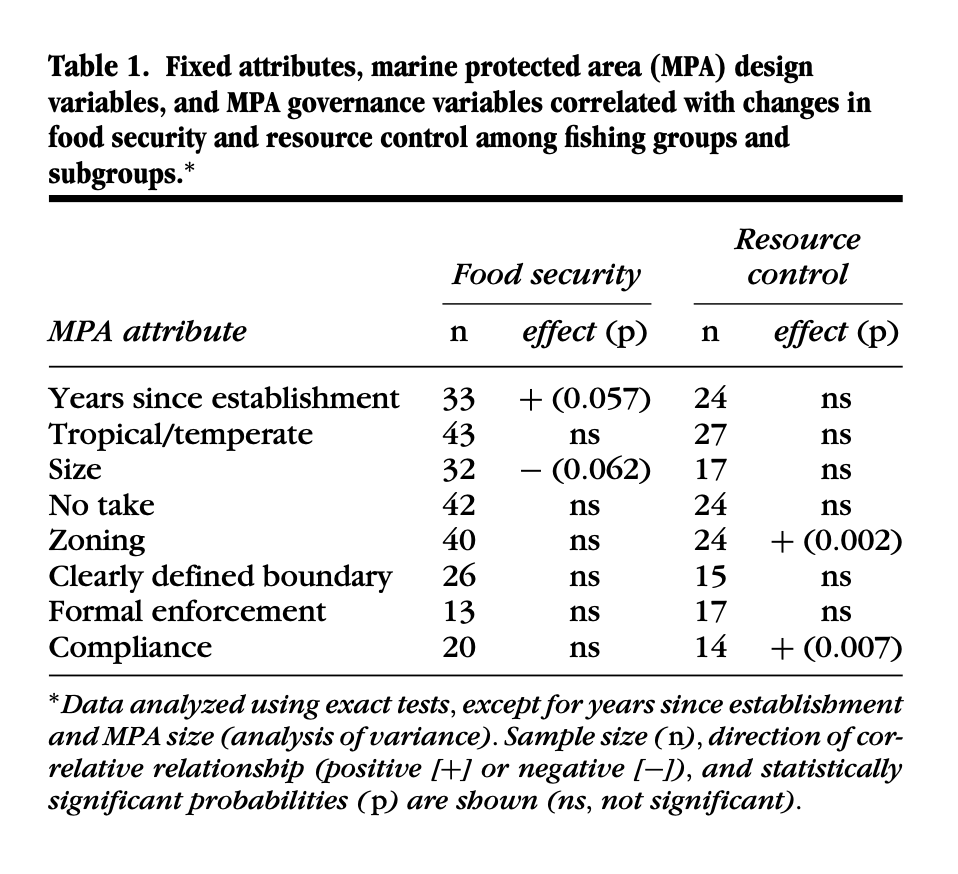 Table 1. Fixed attributes, marine protected area (MPA) design
variables, and MPA governance variables correlated with changes in
food security and resource control among fishing groups and
subgroups.*
Resource
Food security control
MPA attribute n effect (p) n effect (p)
Years since establishment 33 + (0.057) 24 ns
Tropical/temperate 43 ns 27 ns
Size 32 − (0.062) 17 ns
No take 42 ns 24 ns
Zoning 40 ns 24 + (0.002)
Clearly defined boundary 26 ns 15 ns
Formal enforcement 13 ns 17 ns
Compliance 20 ns 14 + (0.007)
*Data analyzed using exact tests, except for years since establishment
and MPA size (analysis of variance). Sample size (n), direction of cor-
relative relationship (positive [+] or negative [−]), and statistically
significant probabilities (p) are shown (ns, not significant).